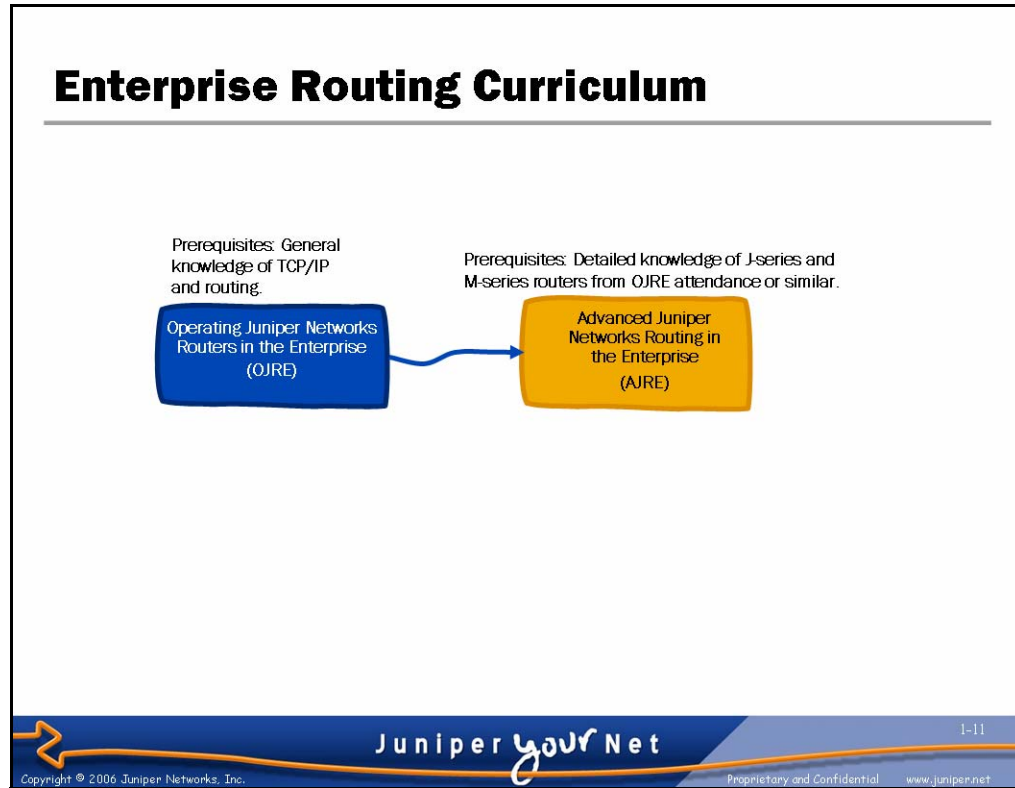 Enterprise Routing Curriculum
Prerequisites: General
knowledge of TCP/IP
and routing.
Operating Juniper Networks
Routers in the Enterprise
(OJRE)
Prerequisites: Detailed knowledge of J-series and
M-series routers from OJRE attendance or similar.
Advanced Juniper
Networks Routing in
the Enterprise
(AJRE)
Juniper your Net
1-11
Copyright © 2006 Juniper Networks, Inc.
Proprietary and Confidential www.juniper.net